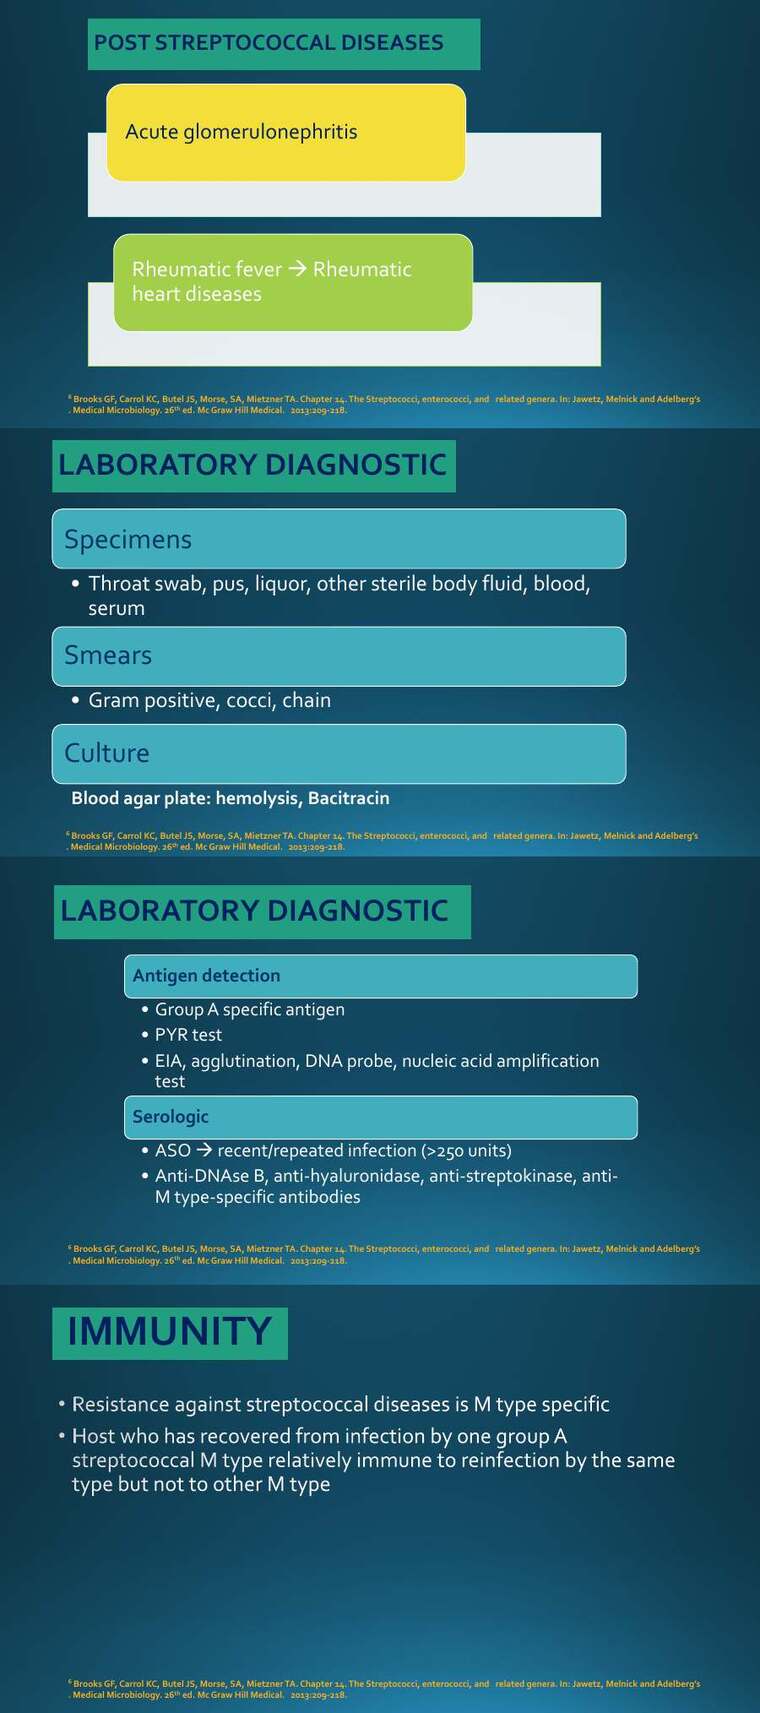 POST STREPTOCOCCAL DISEASES
Acute glomerulonephritis
Rheumatic fever → Rheumatic
heart diseases
6 Brooks GF, Carrol KC, Butel JS, Morse, SA, Mietzner TA. Chapter 14. The Streptococci, enterococci, and related genera. In: Jawetz, Melnick and Adelberg's
. Medical Microbiology. 26th ed. Mc Graw Hill Medical. 2013:209-218.
LABORATORY DIAGNOSTIC
Specimens
• Throat swab, pus, liquor, other sterile body fluid, blood,
serum
Smears
• Gram positive, cocci, chain
Culture
Blood agar plate: hemolysis, Bacitracin
6 Brooks GF, Carrol KC, Butel JS, Morse, SA, Mietzner TA. Chapter 14. The Streptococci, enterococci, and related genera. In: Jawetz, Melnick and Adelberg's
. Medical Microbiology. 26th ed. Mc Graw Hill Medical. 2013:209-218.
LABORATORY DIAGNOSTIC
Antigen detection
• Group A specific antigen
• PYR test
• EIA, agglutination, DNA probe, nucleic acid amplification
test
Serologic
• ASO → recent/repeated infection (>250 units)
• Anti-DNAse B, anti-hyaluronidase, anti-streptokinase, anti-
M type-specific antibodies
6 Brooks GF, Carrol KC, Butel JS, Morse, SA, Mietzner TA. Chapter 14. The Streptococci, enterococci, and related genera. In: Jawetz, Melnick and Adelberg's
. Medical Microbiology. 26th ed. Mc Graw Hill Medical. 2013:209-218.
IMMUNITY
• Resistance against streptococcal diseases is M type specific
• Host who has recovered from infection by one group A
streptococcal M type relatively immune to reinfection by the same
type but not to other M type
6 Brooks GF, Carrol KC, Butel JS, Morse, SA, Mietzner TA. Chapter 14. The Streptococci, enterococci, and related genera. In: Jawetz, Melnick and Adelberg's
. Medical Microbiology. 26th ed. Mc Graw Hill Medical. 2013:209-218.